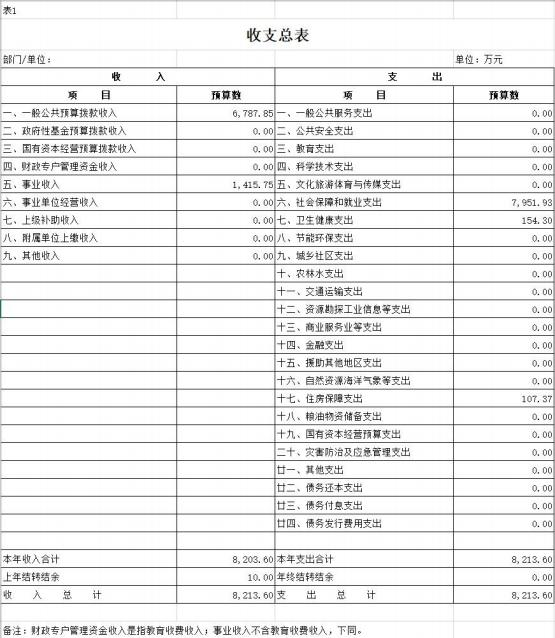 表1
收支总表
部门/单位： 单位：万元
收 入 支 出
项 目 预算数 项 目 预算数
一、一般公共预算拨款收入 6,787.85 一、一般公共服务支出 0.00
二、政府性基金预算拨款收入 0.00 二、公共安全支出 0.00
三、国有资本经营预算拨款收入 0.00 三、教育支出 0.00
四、财政专户管理资金收入 0.00 四、科学技术支出 0.00
五、事业收入 1,415.75 五、文化旅游体育与传媒支出 0.00
六、事业单位经营收入 0.00 六、社会保障和就业支出 7,951.93
七、上级补助收入 0.00 七、卫生健康支出 154.30
八、附属单位上缴收入 0.00 八、节能环保支出 0.00
九、其他收入 0.00 九、城乡社区支出 0.00
十、农林水支出 0.00
十一、交通运输支出 0.00
十二、资源勘探工业信息等支出 0.00
十三、商业服务业等支出 0.00
十四、金融支出 0.00
十五、援助其他地区支出 0.00
十六、自然资源海洋气象等支出 0.00
十七、住房保障支出 107.37
十八、粮油物资储备支出 0.00
十九、国有资本经营预算支出 0.00
二十、灾害防治及应急管理支出 0.00
廿一、其他支出 0.00
廿二、债务还本支出 0.00
廿三、债务付息支出 0.00
廿四、债务发行费用支出 0.00
本年收入合计 8,203.60 本年支出合计 8,213.60
上年结转结余 10.00 年终结转结余 0.00
收 入 总 计 8,213.60 支 出 总 计 8,213.60
备注：财政专户管理资金收入是指教育收费收入；事业收入不含教育收费收入，下同。